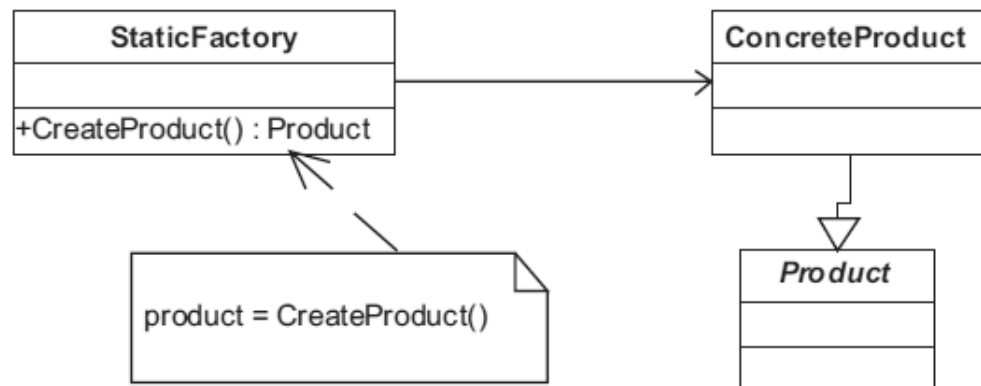 StaticFactory
+CreateProduct() : Product
ConcreteProduct
Product
product = CreateProduct()